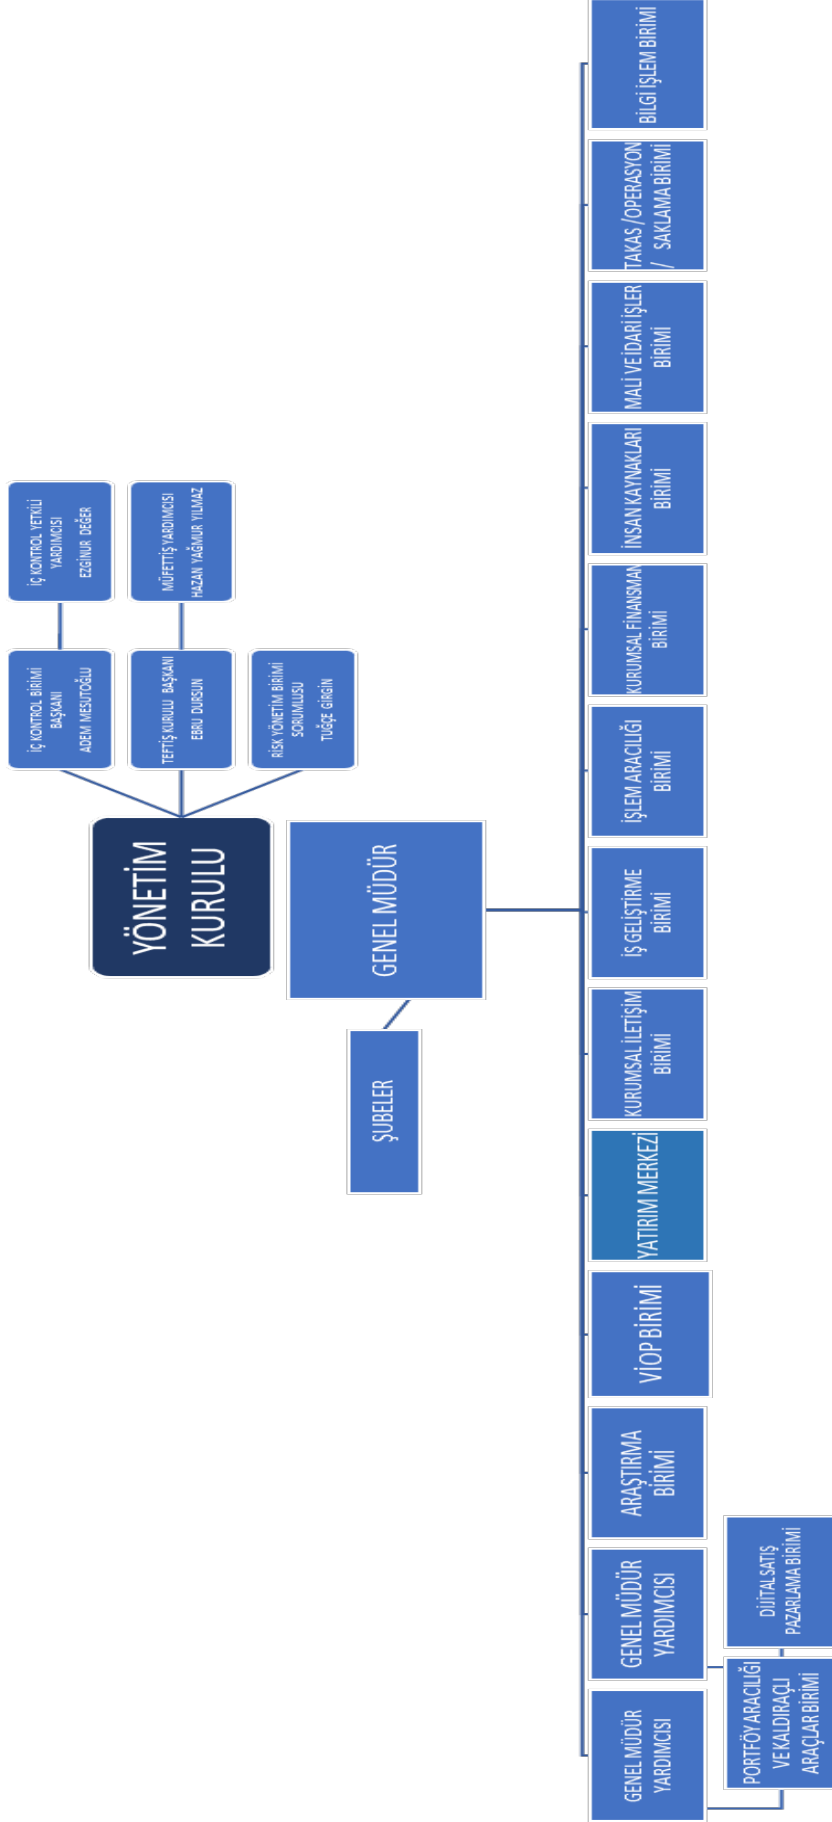 YÖNETİM
KURULU
İÇ KONTROL BİRİMİ
BAŞKANI
ADEM MESUTOĞLU
İÇ KONTROL YETKİLİ
YARDIMCISI
EZGİNUR DEĞER
TEFTİŞ KURULU BAŞKANI
EBRU DURSUN
MÜFETTİŞ YARDIMCISI
HAZAN YAĞMUR YILMAZ
RİSK YÖNETİM BİRİMİ
SORUMLUSU
TUĞÇE GİRGİN
GENEL MÜDÜR
ŞUBELER
GENEL MÜDÜR
YARDIMCISI
GENEL MÜDÜR
YARDIMCISI
ARAŞTIRMA
BİRİMİ
VİOP BİRİMİ
YATIRIM MERKEZİ
KURUMSAL İLETİŞİM
BİRİMİ
İŞ GELİŞTİRME
BİRİMİ
İŞLEM ARACILIĞI
BİRİMİ
KURUMSAL FİNANSMAN
BİRİMİ
İNSAN KAYNAKLARI
BİRİMİ
MALİ VE İDARİ İŞLER
BİRİMİ
TAKAS /OPERASYON
/ SAKLAMA BİRİMİ
BİLGİ İŞLEM BİRİMİ
PORTFÖY ARACILIĞI
VE KALDIRAÇLI
ARAÇLAR BİRİMİ
DİJİTAL SATIŞ
PAZARLAMA BİRİMİ